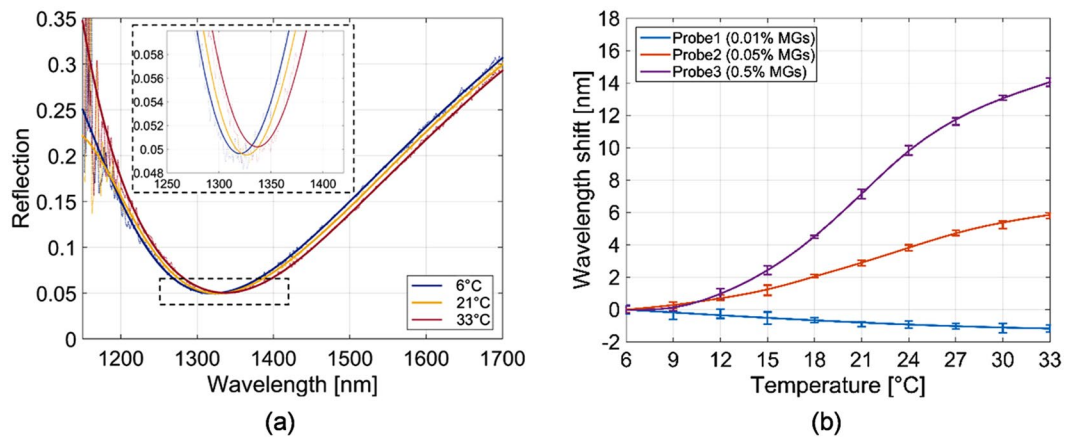 0.35
0.3
0.25
0.2
0.15
0.1
0.05
0
Reflection
0.058
0.056
0.054
0.052
0.05
0.048
1250 1300 1350 1400
6°C
21°C
33°C
1200 1300 1400 1500 1600 1700
Wavelength [nm]
(a)
18
16
14
12
10
8
6
4
2
0
-2
Wavelength shift [nm]
Probe1 (0.01% MGs)
Probe2 (0.05% MGs)
Probe3 (0.5% MGs)
6 9 12 15 18 21 24 27 30 33
Temperature [°C]
(b)